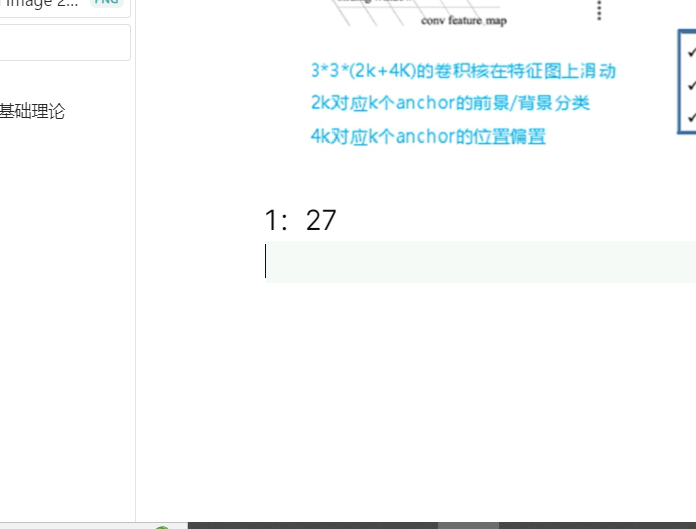 Image 2...
PNG
基础理论
conv feature map
3*3*(2k+4K)的卷积核在特征图上滑动
2k对应k个anchor的前景/背景分类
4k对应k个anchor的位置偏置
1：27